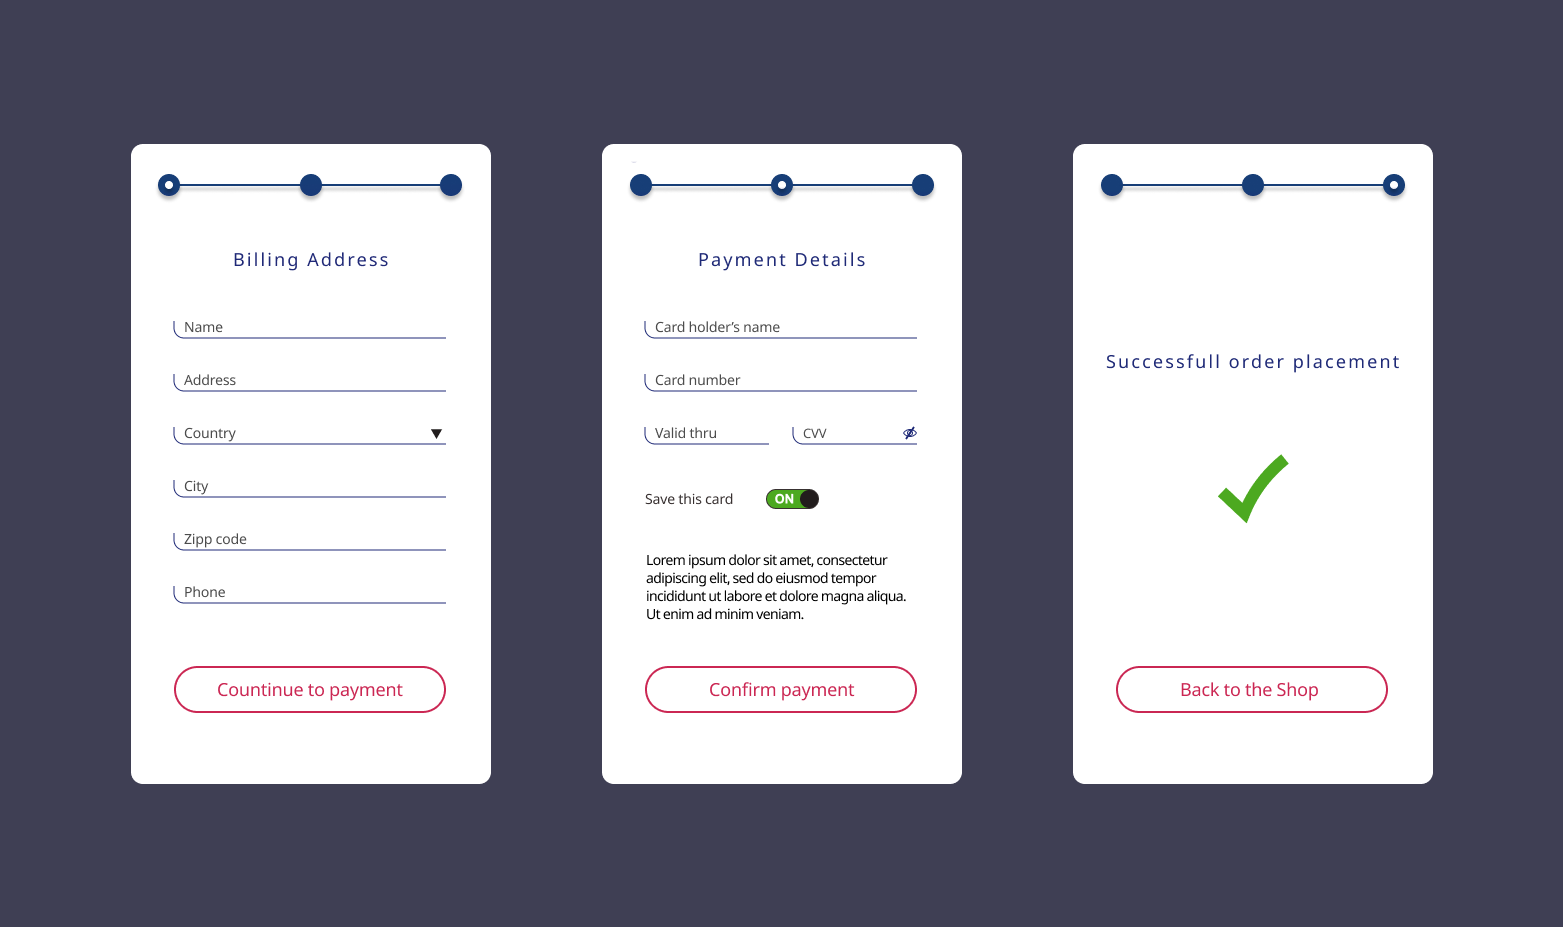 Billing Address
Name
Address
Country
City
Zipp code
Phone
Countinue to payment
Payment Details
Card holder’s name
Card number
Valid thru
CVV
Save this card
ON
Lorem ipsum dolor sit amet, consectetur
adipiscing elit, sed do eiusmod tempor
incididunt ut labore et dolore magna aliqua.
Ut enim ad minim veniam.
Confirm payment
Successfull order placement
Back to the Shop